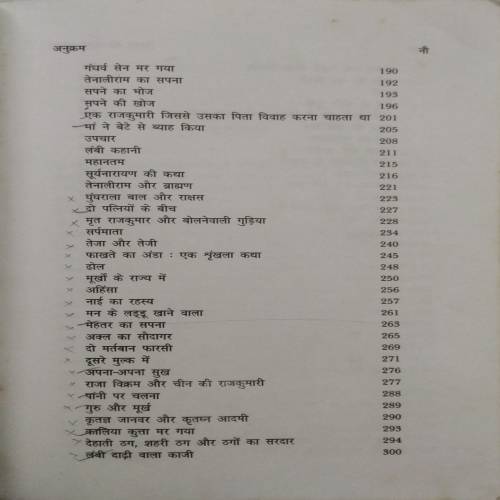 अनुक्रम नौ
गंधर्व सेन मर गया 190
तेनालीराम का सपना 192
सपने का भोज 193
सपने की खोज 196
एक राजकुमारी जिससे उसका पिता विवाह करना चाहता था 201
माँ ने बेटे से ब्याह किया 205
उपचार 208
लंबी कहानी 211
महानतम 215
सूर्यनारायण की कथा 216
तेनालीराम और ब्राह्मण 221
घुंघराला बाल और राक्षस 223
दो पत्नियों के बीच 227
मृत राजकुमार और बोलनेवाली गुड़िया 228
सर्पमाता 234
तेजा और तेजी 240
फाखते का अंडा : एक शृंखला कथा 245
ढोल 248
मूर्खों के राज्य में 250
अहिंसा 256
नाई का रहस्य 257
मन के लड्डू खाने वाला 261
मेहतर का सपना 263
अक्ल का सौदागर 265
दो मर्तबान फारसी 269
दूसरे मुल्क में 271
अपना-अपना सुख 276
राजा विक्रम और चीन की राजकुमारी 277
पानी पर चलना 288
गुरु और मूर्ख 289
कृतज्ञ जानवर और कृतघ्न आदमी 290
कालिया कुत्ता मर गया 293
देहाती ठग, शहरी ठग और ठगों का सरदार 294
लंबी दाढ़ी वाला काजी 300